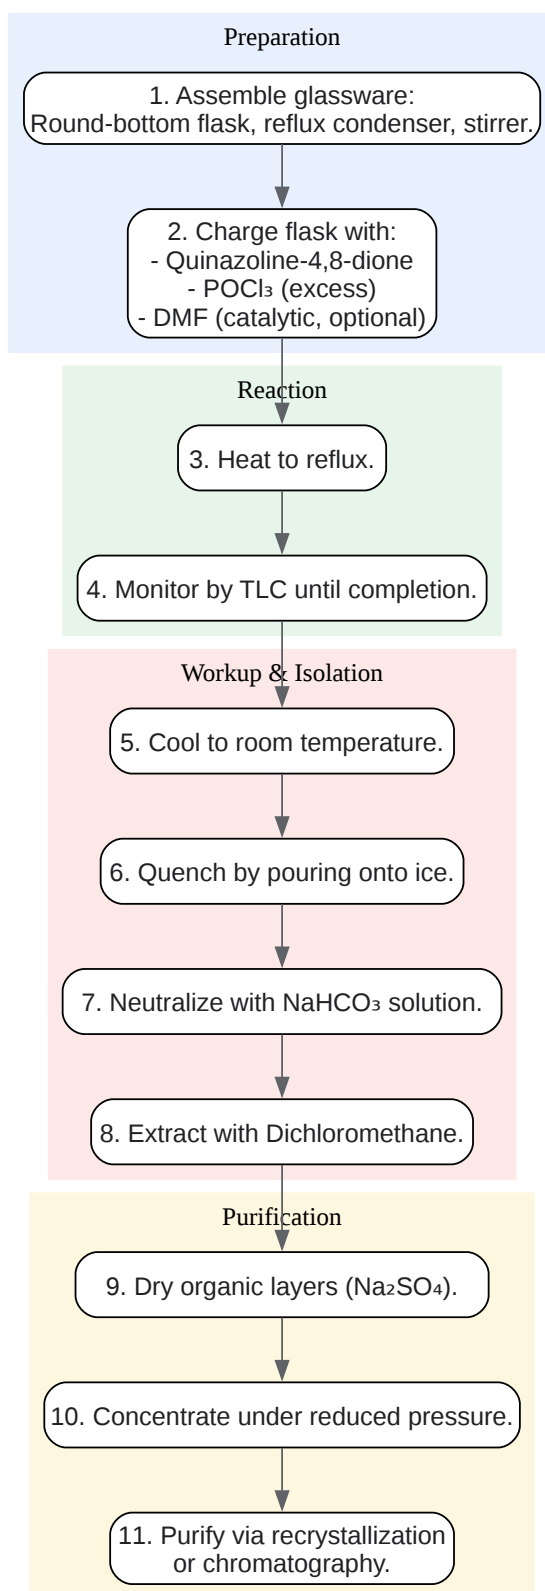 Preparation
1. Assemble glassware:
Round-bottom flask, reflux condenser, stirrer.
2. Charge flask with:
- Quinazoline-4,8-dione
- POCl₃ (excess)
- DMF (catalytic, optional)
Reaction
3. Heat to reflux.
4. Monitor by TLC until completion.
Workup & Isolation
5. Cool to room temperature.
6. Quench by pouring onto ice.
7. Neutralize with NaHCO₃ solution.
8. Extract with Dichloromethane.
Purification
9. Dry organic layers (Na₂SO₄).
10. Concentrate under reduced pressure.
11. Purify via recrystallization
or chromatography.